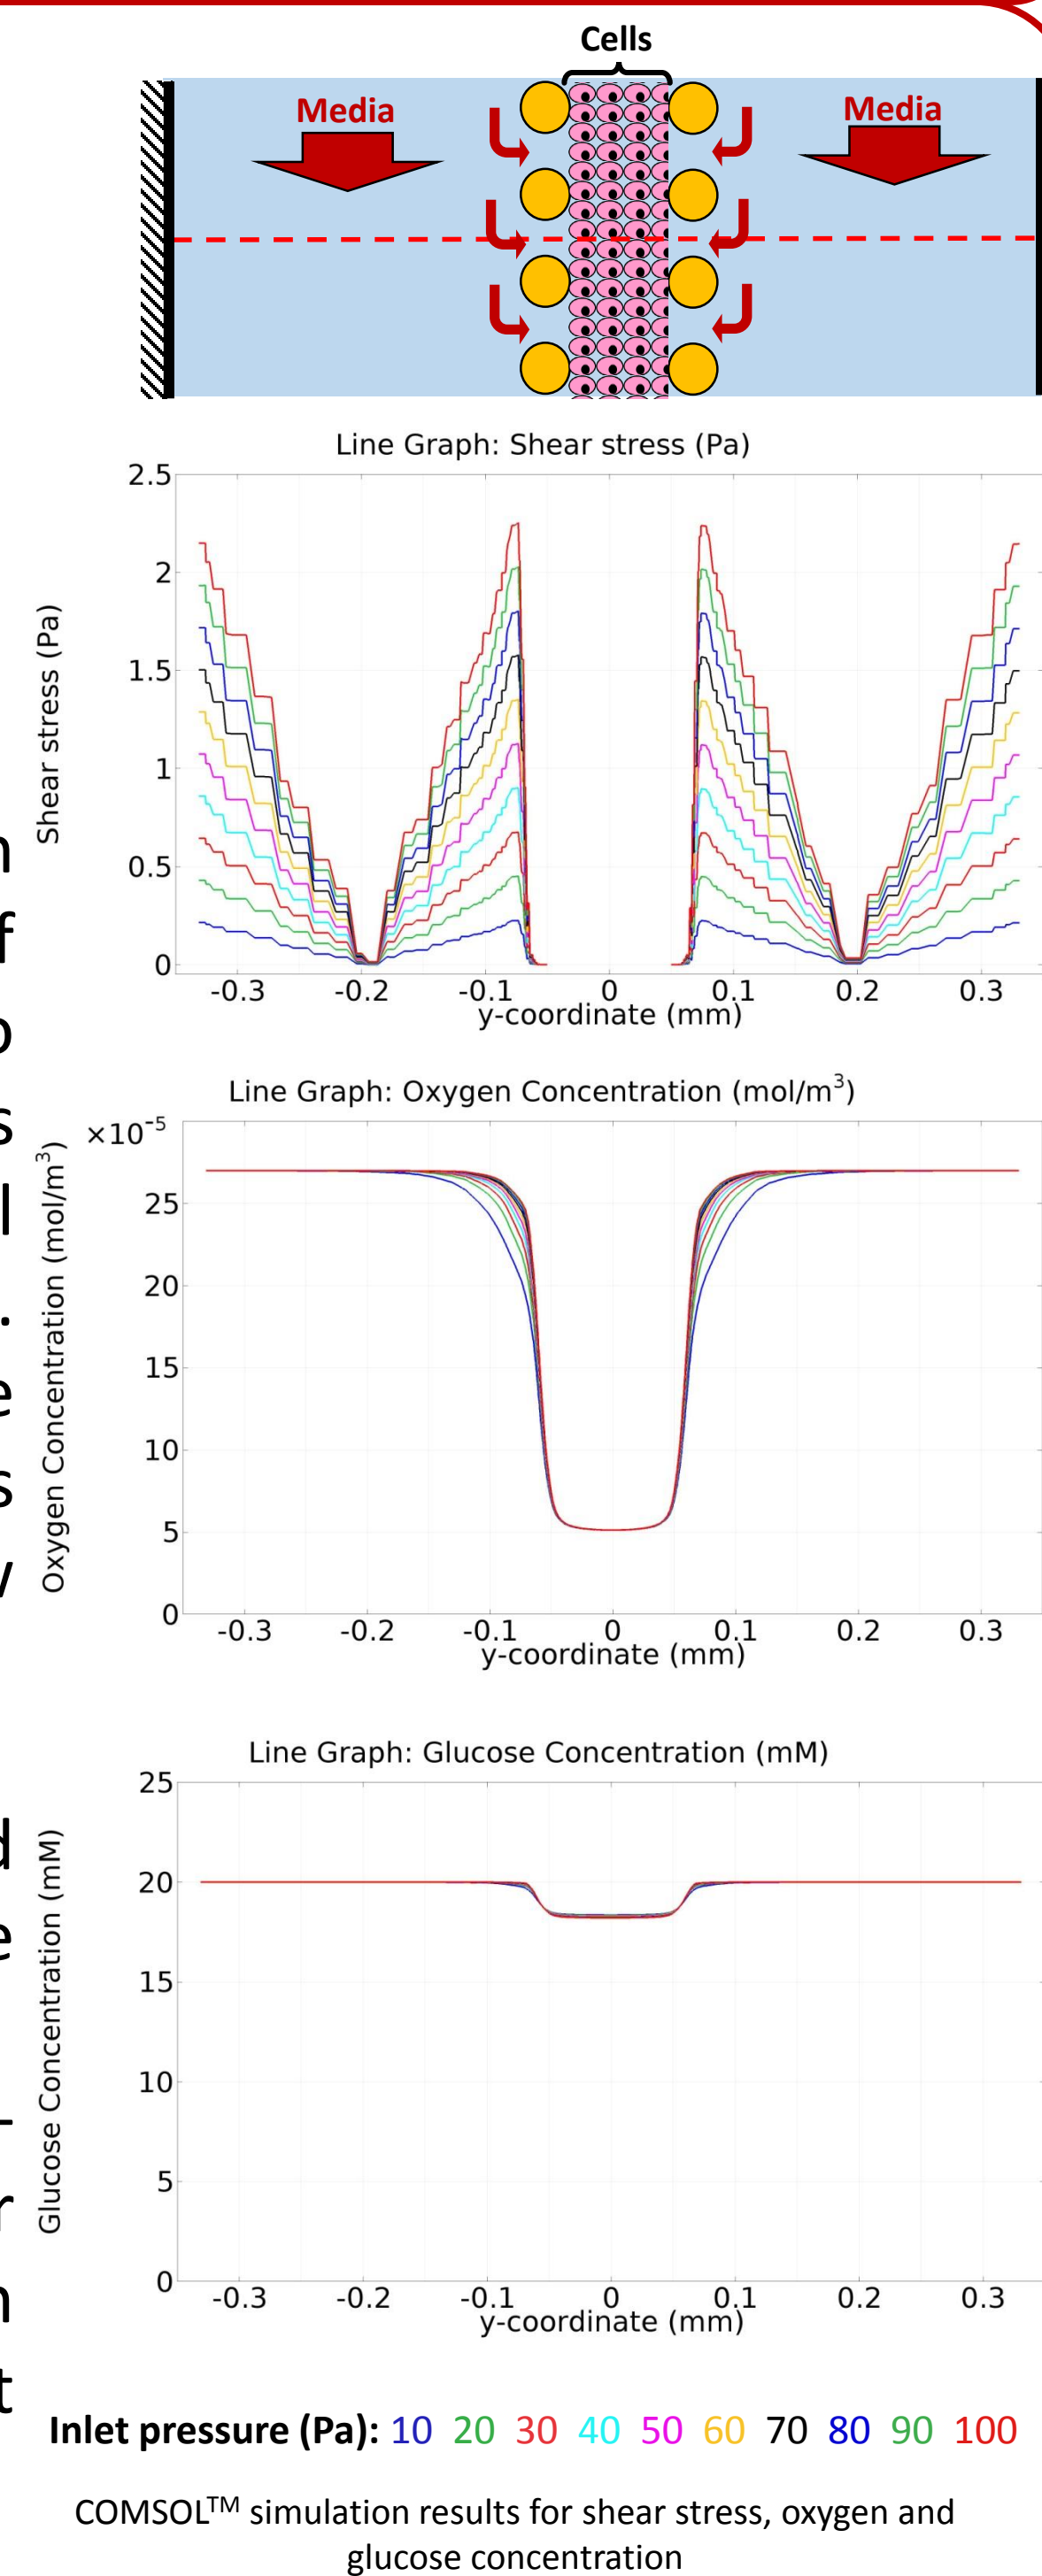 Cells
Media
Media
Line Graph: Shear stress (Pa)
Shear stress (Pa)
2.5
2
1.5
1
0.5
0
-0.3 -0.2 -0.1 0 0.1 0.2 0.3
y-coordinate (mm)
Line Graph: Oxygen Concentration (mol/m³)
×10⁻⁵
Oxygen Concentration (mol/m³)
25
20
15
10
5
0
-0.3 -0.2 -0.1 0 0.1 0.2 0.3
y-coordinate (mm)
Line Graph: Glucose Concentration (mM)
Glucose Concentration (mM)
25
20
15
10
5
0
-0.3 -0.2 -0.1 0 0.1 0.2 0.3
y-coordinate (mm)
Inlet pressure (Pa): 10 20 30 40 50 60 70 80 90 100
COMSOL™ simulation results for shear stress, oxygen and
glucose concentration